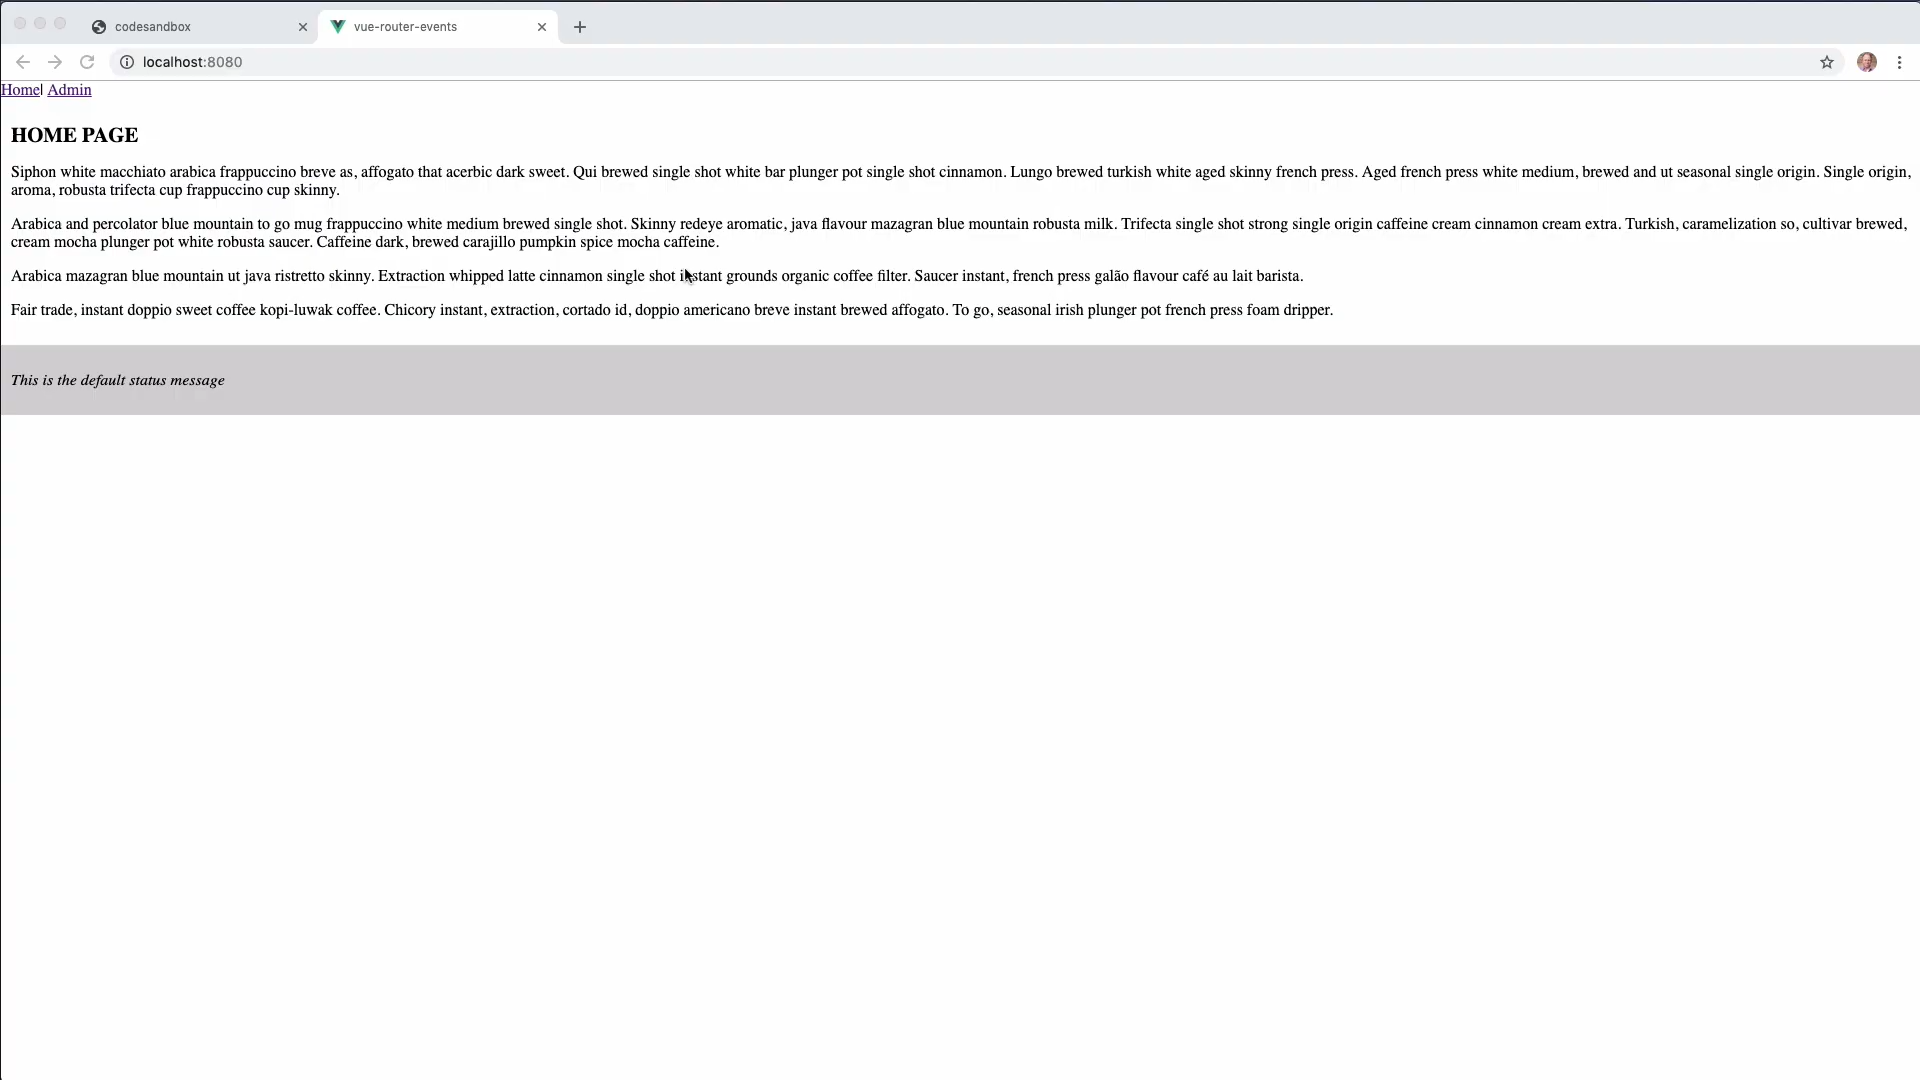 codesandbox
vue-router-events
localhost:8080
Home| Admin
HOME PAGE
Siphon white macchiato arabica frappuccino breve as, affogato that acerbic dark sweet. Qui brewed single shot white bar plunger pot single shot cinnamon. Lungo brewed turkish white aged skinny french press. Aged french press white medium, brewed and ut seasonal single origin. Single origin,
aroma, robusta trifecta cup frappuccino cup skinny.
Arabica and percolator blue mountain to go mug frappuccino white medium brewed single shot. Skinny redeye aromatic, java flavour mazagran blue mountain robusta milk. Trifecta single shot strong single origin caffeine cream cinnamon cream extra. Turkish, caramelization so, cultivar brewed,
cream mocha plunger pot white robusta saucer. Caffeine dark, brewed carajillo pumpkin spice mocha caffeine.
Arabica mazagran blue mountain ut java ristretto skinny. Extraction whipped latte cinnamon single shot instant grounds organic coffee filter. Saucer instant, french press galão flavour café au lait barista.
Fair trade, instant doppio sweet coffee kopi-luwak coffee. Chicory instant, extraction, cortado id, doppio americano breve instant brewed affogato. To go, seasonal irish plunger pot french press foam dripper.
This is the default status message